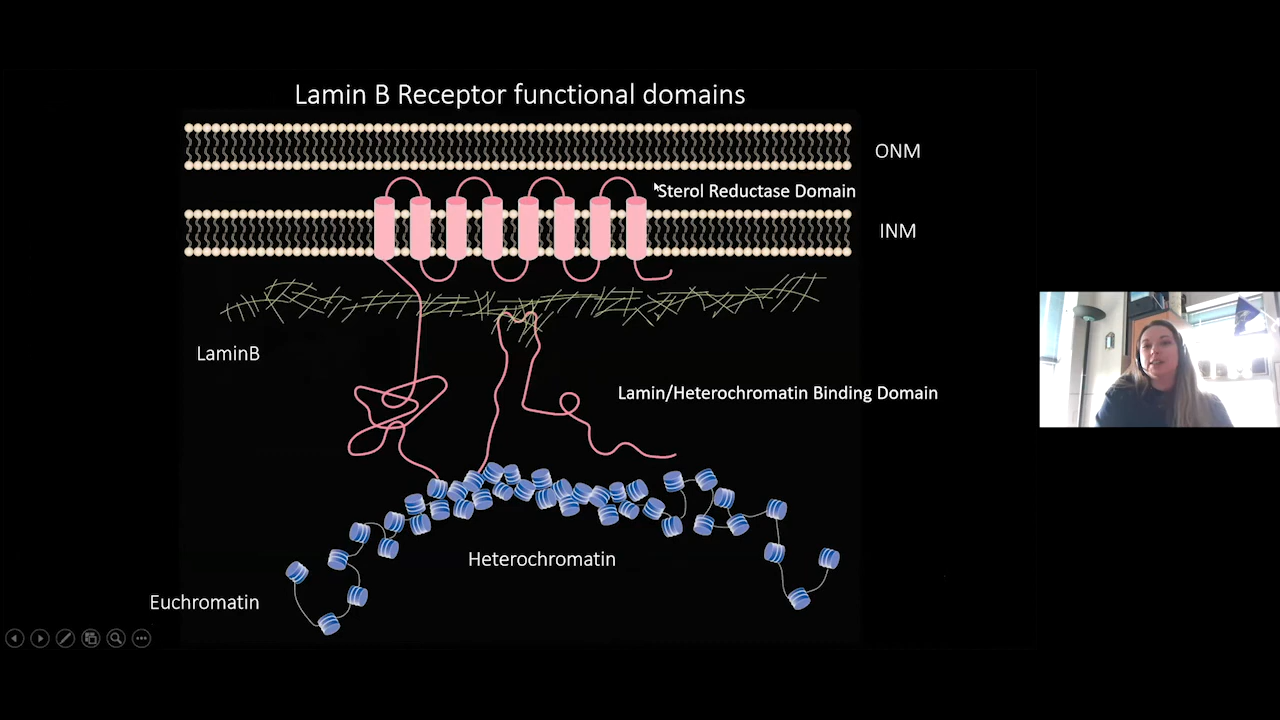 Lamin B Receptor functional domains
ONM
Sterol Reductase Domain
INM
LaminB
Lamin/Heterochromatin Binding Domain
Heterochromatin
Euchromatin